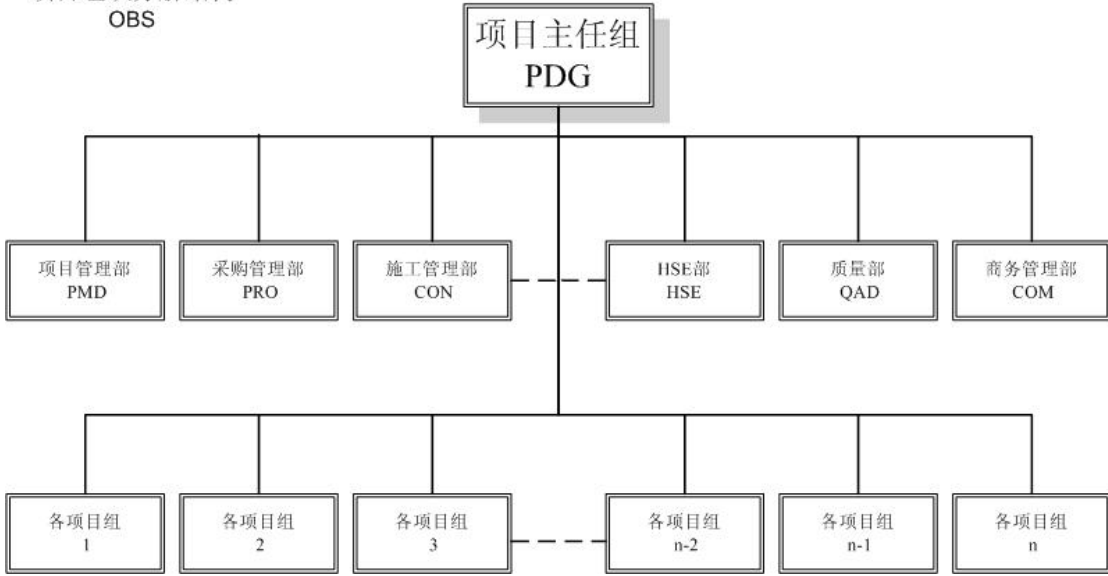 OBS
项目主任组
PDG
项目管理部
PMD
采购管理部
PRO
施工管理部
CON
HSE部
HSE
质量部
QAD
商务管理部
COM
各项目组
1
各项目组
2
各项目组
3
各项目组
n-2
各项目组
n-1
各项目组
n